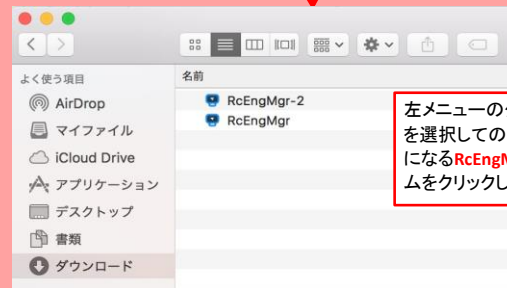 よく使う項目
名前
AirDrop
RcEngMgr-2
マイファイル
RcEngMgr
iCloud Drive
アプリケーション
デスクトップ
書類
ダウンロード
左メニューの
を選択しての
になるRcEng
ムをクリックし